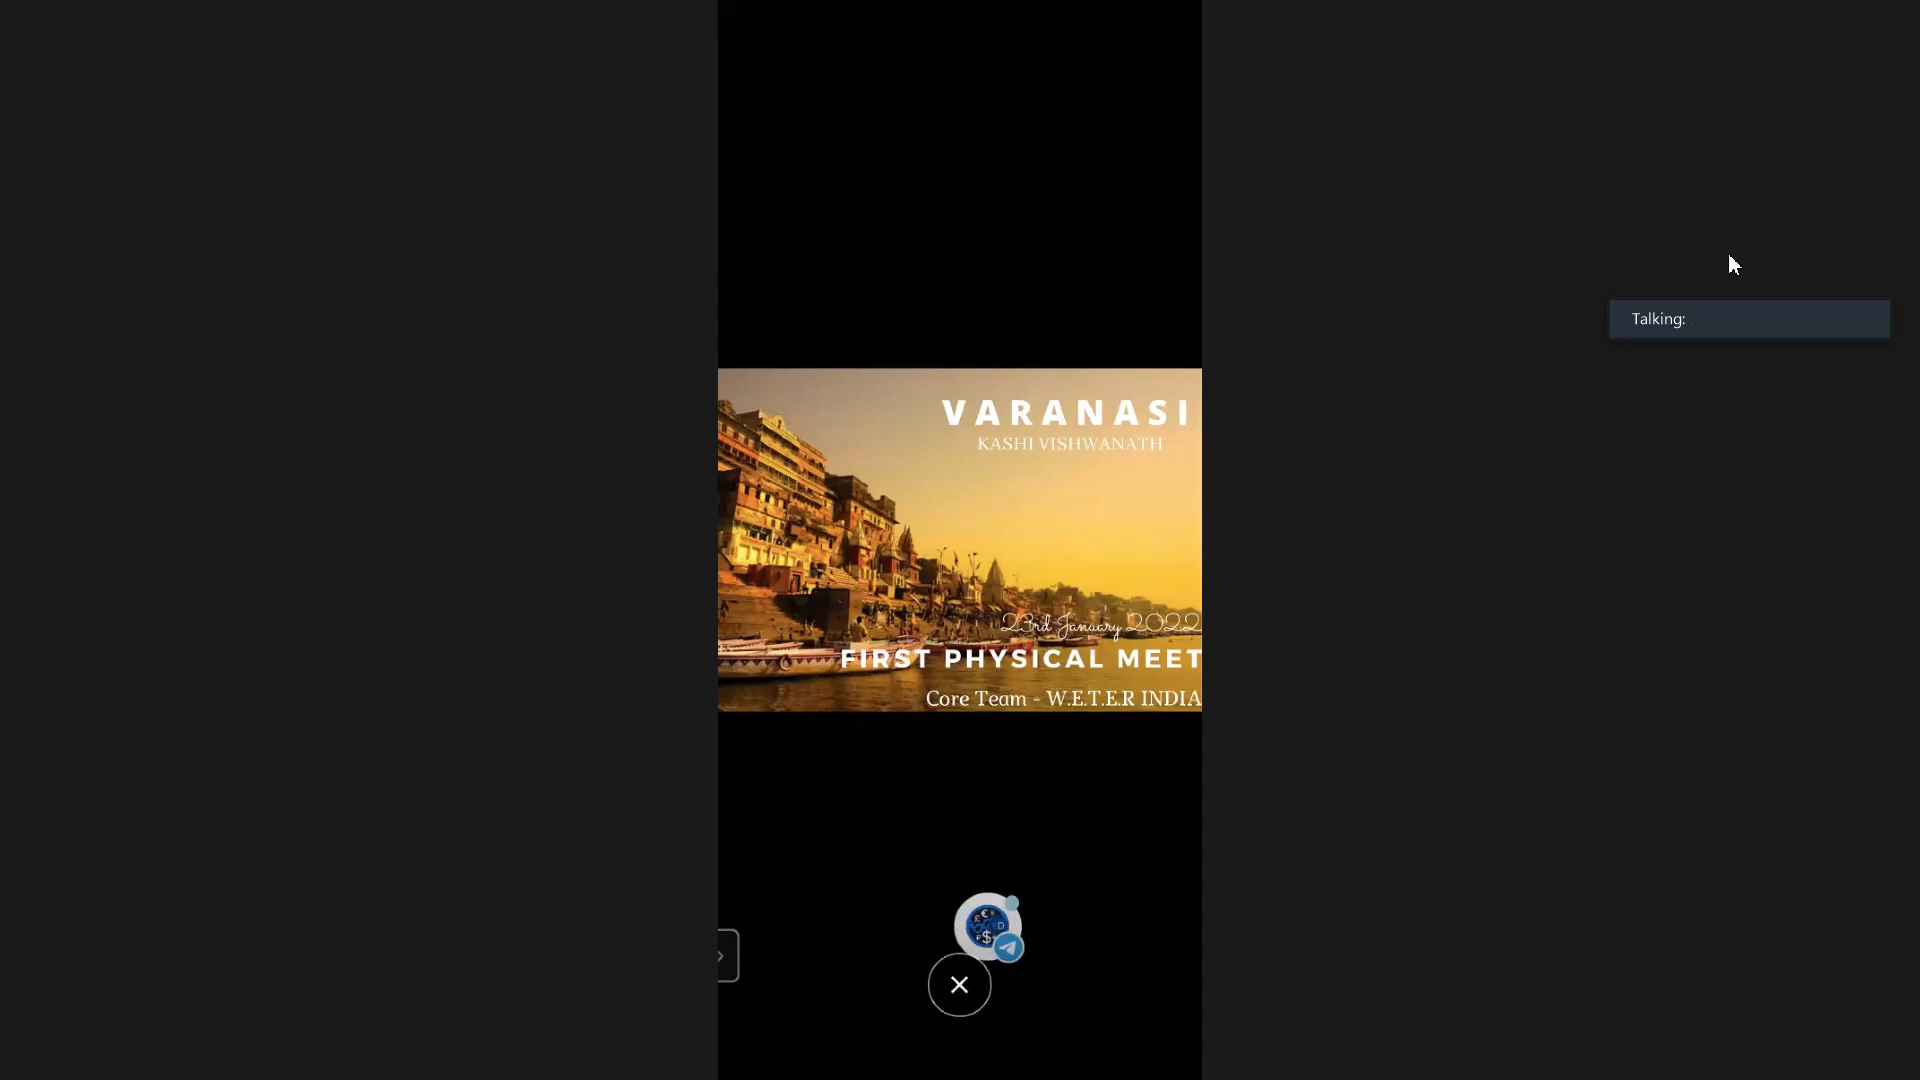 VARANASI
KASHI VISHWANATH
Talking:
23rd January 2022
FIRST PHYSICAL MEET
Core Team - W.E.T.E.R INDIA